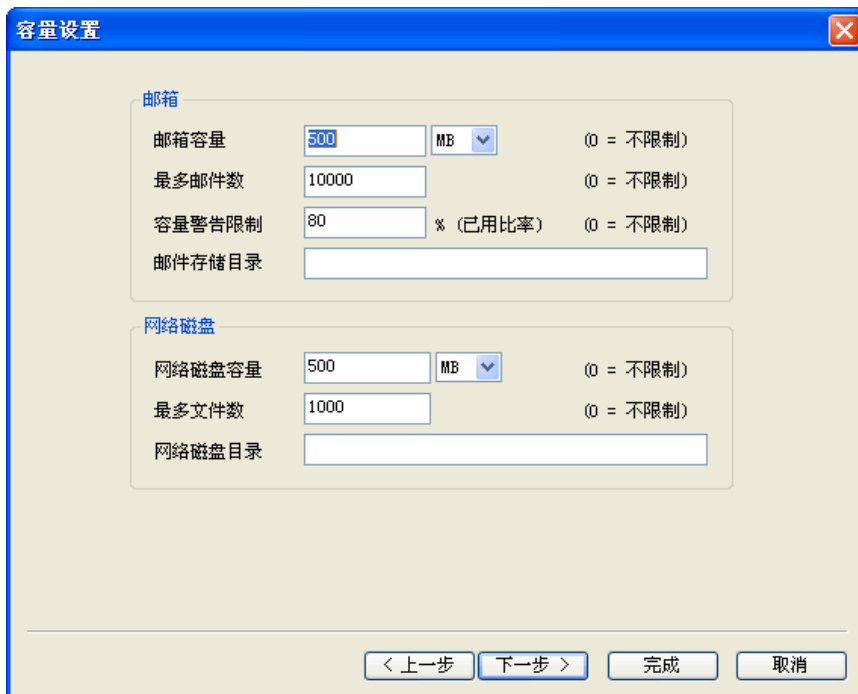 容量设置
邮箱
邮箱容量 500 MB (0 = 不限制)
最多邮件数 10000 (0 = 不限制)
容量警告限制 80 % (已用比率) (0 = 不限制)
邮件存储目录
网络磁盘
网络磁盘容量 500 MB (0 = 不限制)
最多文件数 1000 (0 = 不限制)
网络磁盘目录
< 上一步 下一步 > 完成 取消